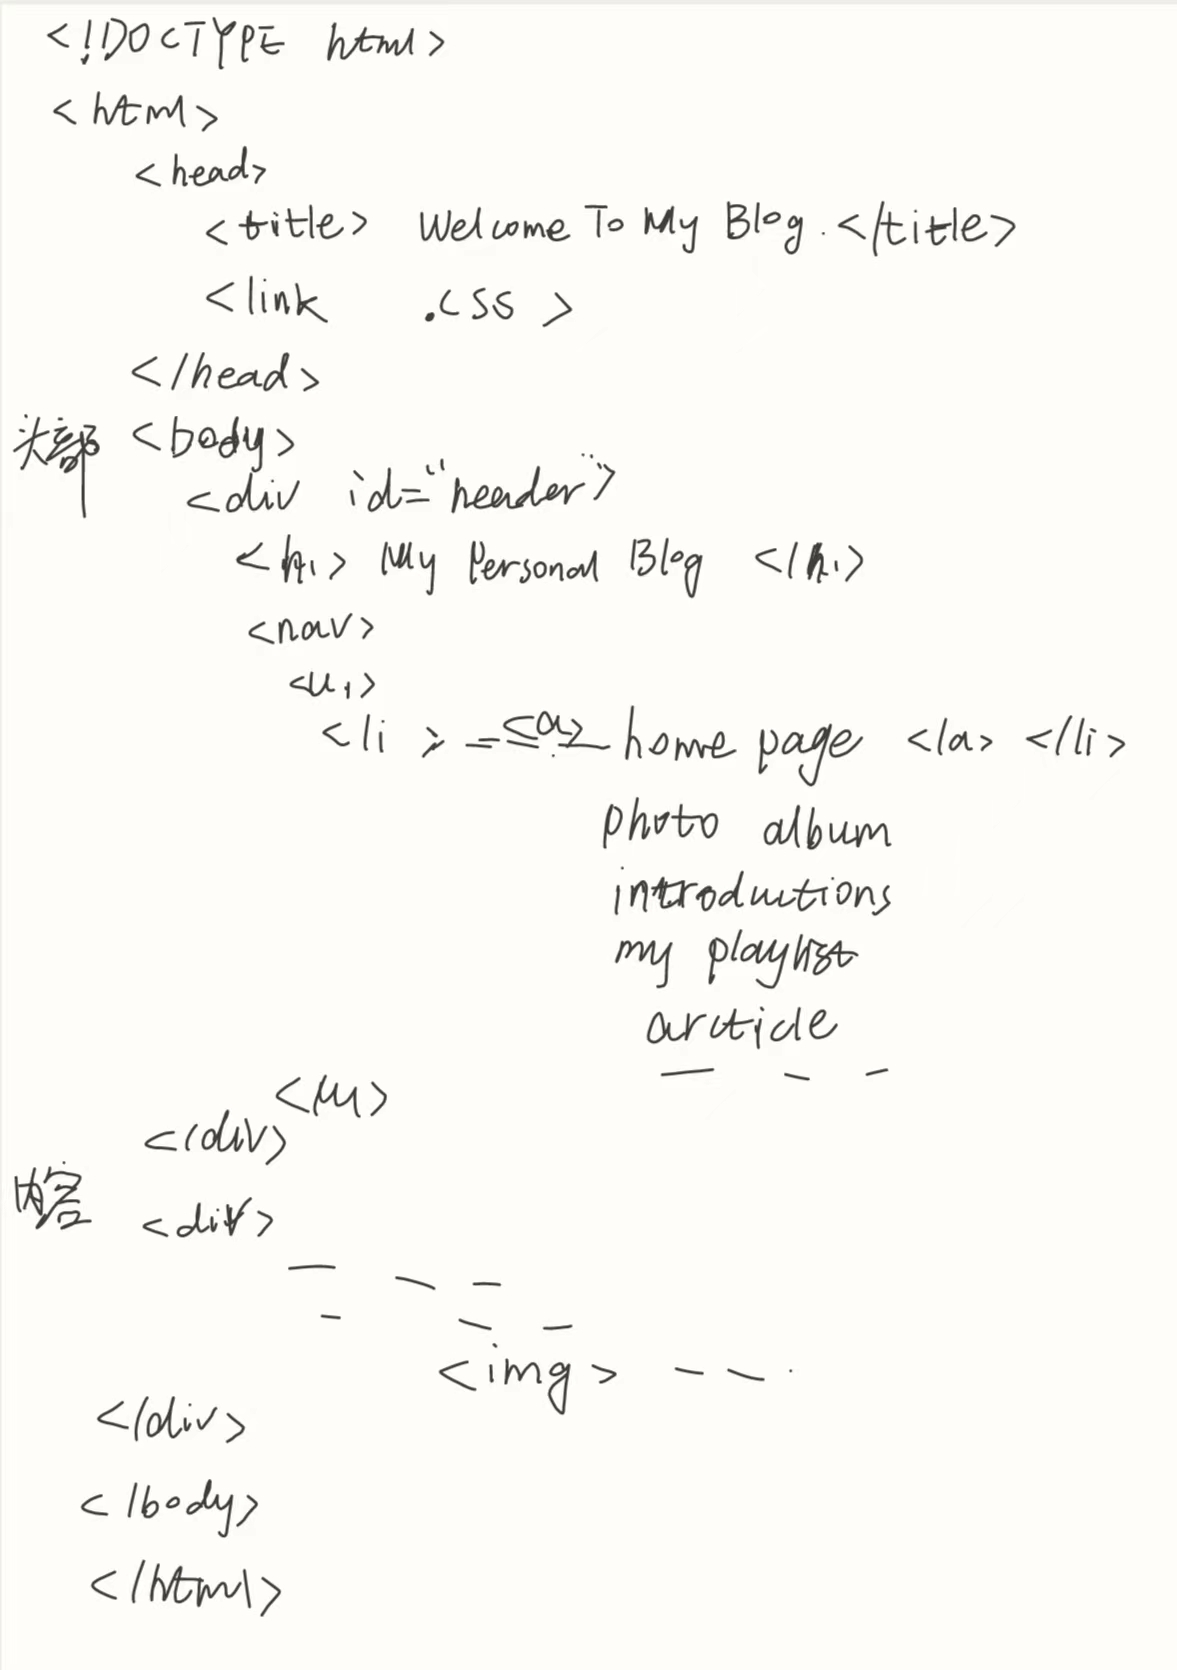 <!DOCTYPE html>
<html>
<head>
<title> Welcome To My Blog. </title>
<link .css >
</head>
头部 <body>
<div id="header">
<h1> My Personal Blog </h1>
<nav>
<ul>
<li> <a> home page </a> </li>
photo album
introductions
my playlist
arcticle
</ul>
</div>
内容 <div>
<img>
</div>
</body>
</html>